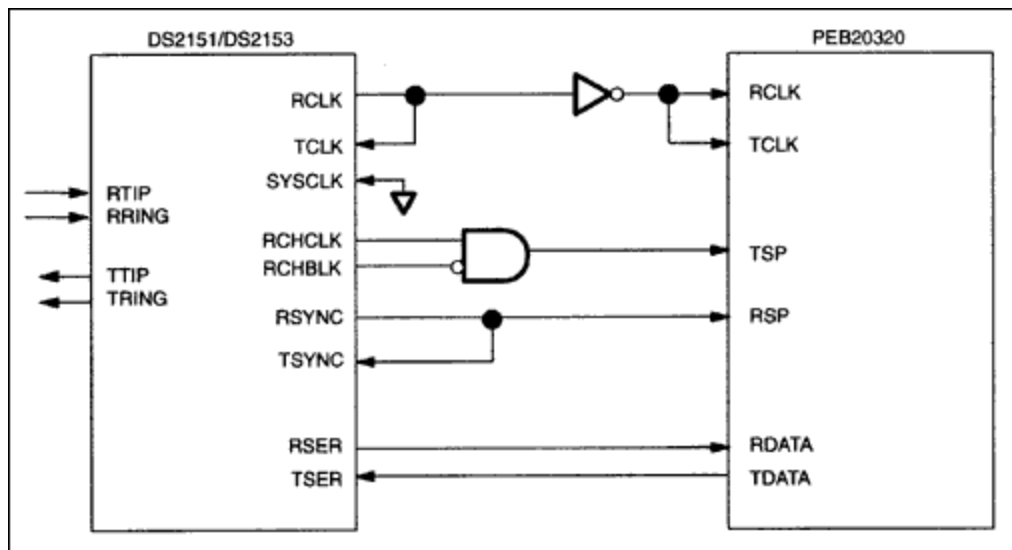 DS2151/DS2153
PEB20320
RCLK
TCLK
SYSCLK
RTIP
RRING
RCHCLK
RCHBLK
TTIP
TRING
RSYNC
TSYNC
RSER
TSER
RCLK
TCLK
TSP
RSP
RDATA
TDATA